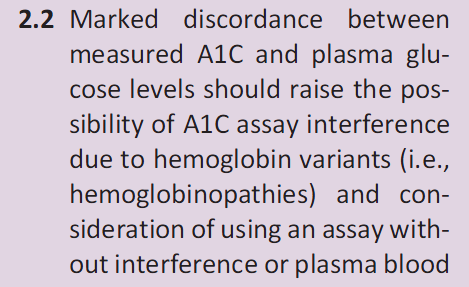 2.2 Marked discordance between
measured A1C and plasma glu-
cose levels should raise the pos-
sibility of A1C assay interference
due to hemoglobin variants (i.e.,
hemoglobinopathies) and con-
sideration of using an assay with-
out interference or plasma blood